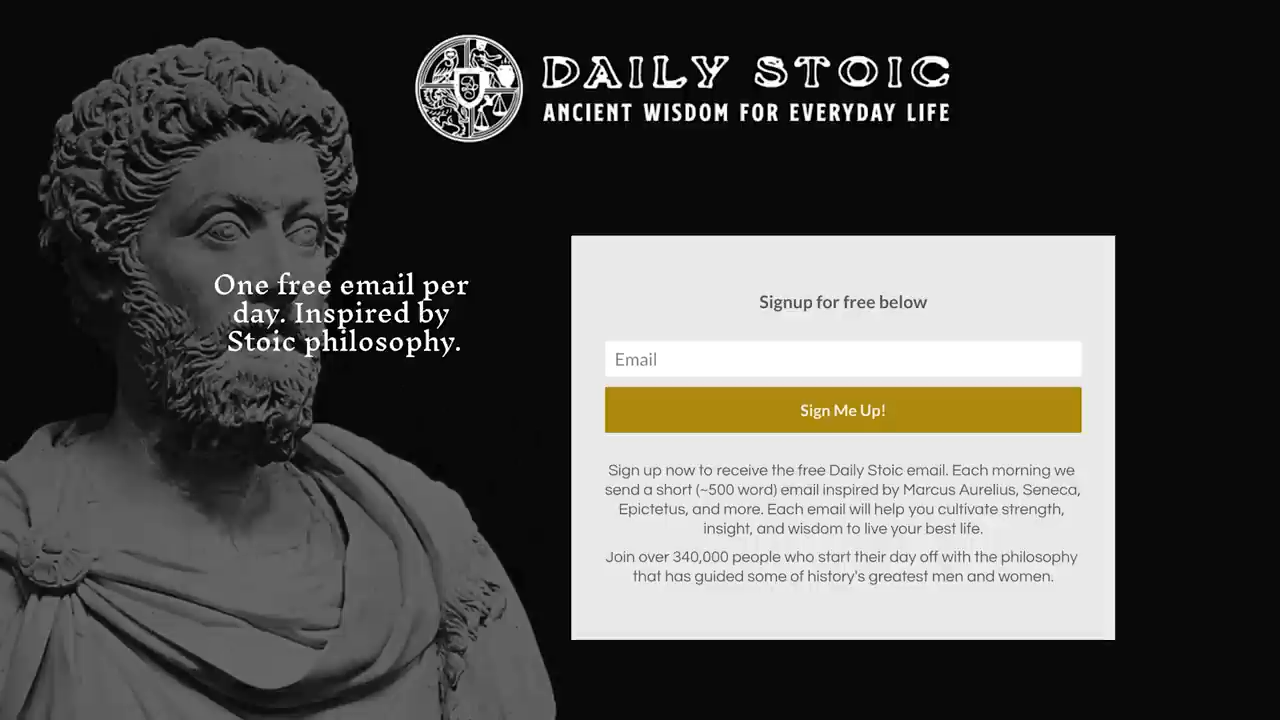 DAILY STOIC
ANCIENT WISDOM FOR EVERYDAY LIFE
One free email per
day. Inspired by
Stoic philosophy.
Signup for free below
Email
Sign Me Up!
Sign up now to receive the free Daily Stoic email. Each morning we
send a short (~500 word) email inspired by Marcus Aurelius, Seneca,
Epictetus, and more. Each email will help you cultivate strength,
insight, and wisdom to live your best life.
Join over 340,000 people who start their day off with the philosophy
that has guided some of history's greatest men and women.